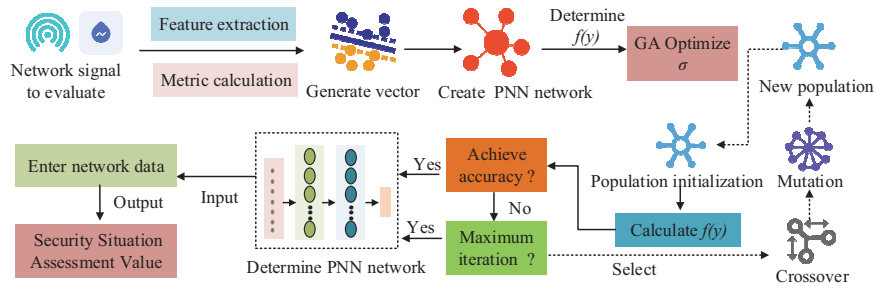 Feature extraction
Metric calculation
Network signal
to evaluate
Generate vector
Create PNN network
Determine
f(y)
GA Optimize
σ
New population
Enter network data
Input
Output
Security Situation
Assessment Value
Determine PNN network
Yes
Yes
Achieve
accuracy ?
No
Maximum
iteration ?
Population initialization
Calculate f(y)
Select
Mutation
Crossover